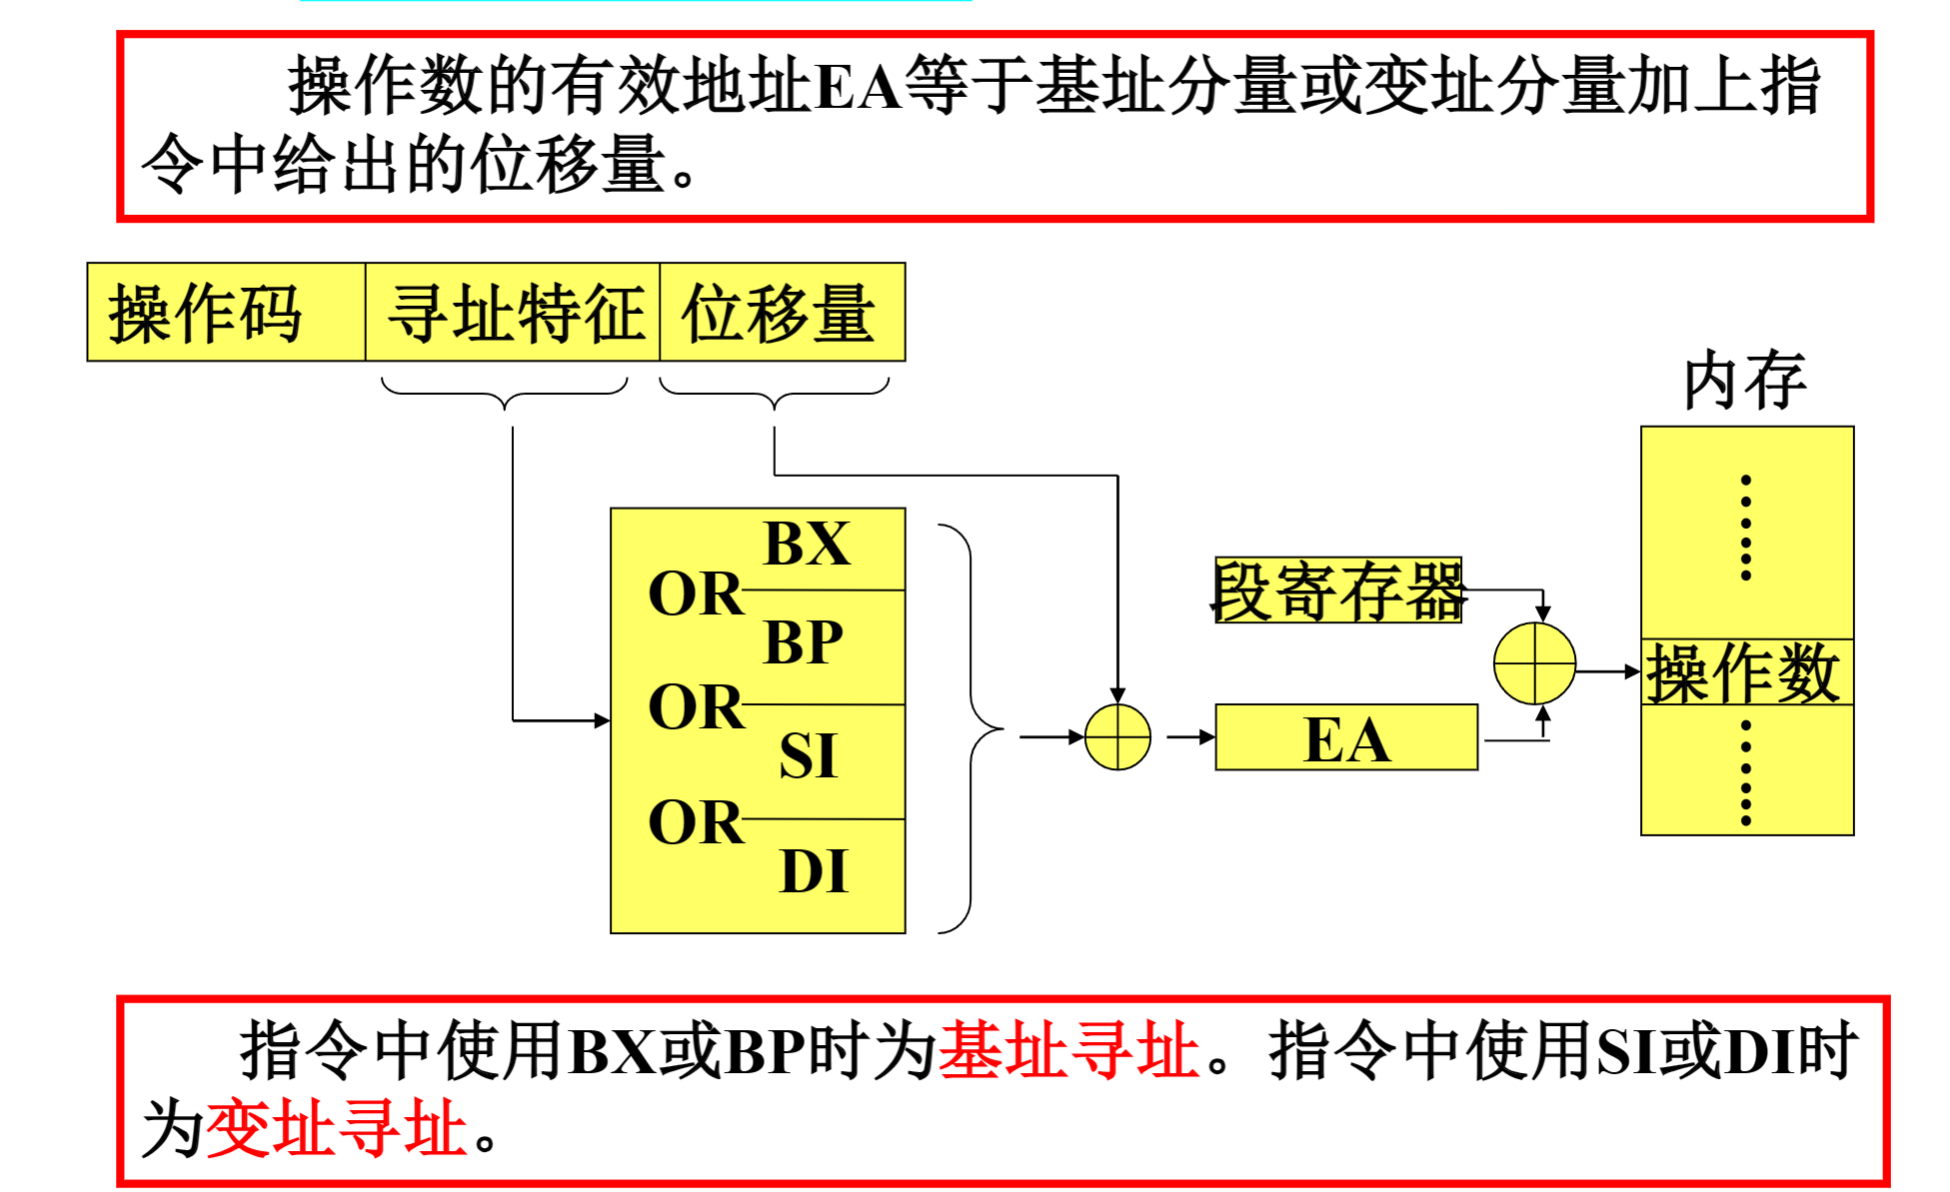 操作数的有效地址EA等于基址分量或变址分量加上指
令中给出的位移量。
操作码 寻址特征 位移量
内存
BX
OR
BP
OR
SI
OR
DI
段寄存器
操作数
EA
指令中使用BX或BP时为基址寻址。指令中使用SI或DI时
为变址寻址。